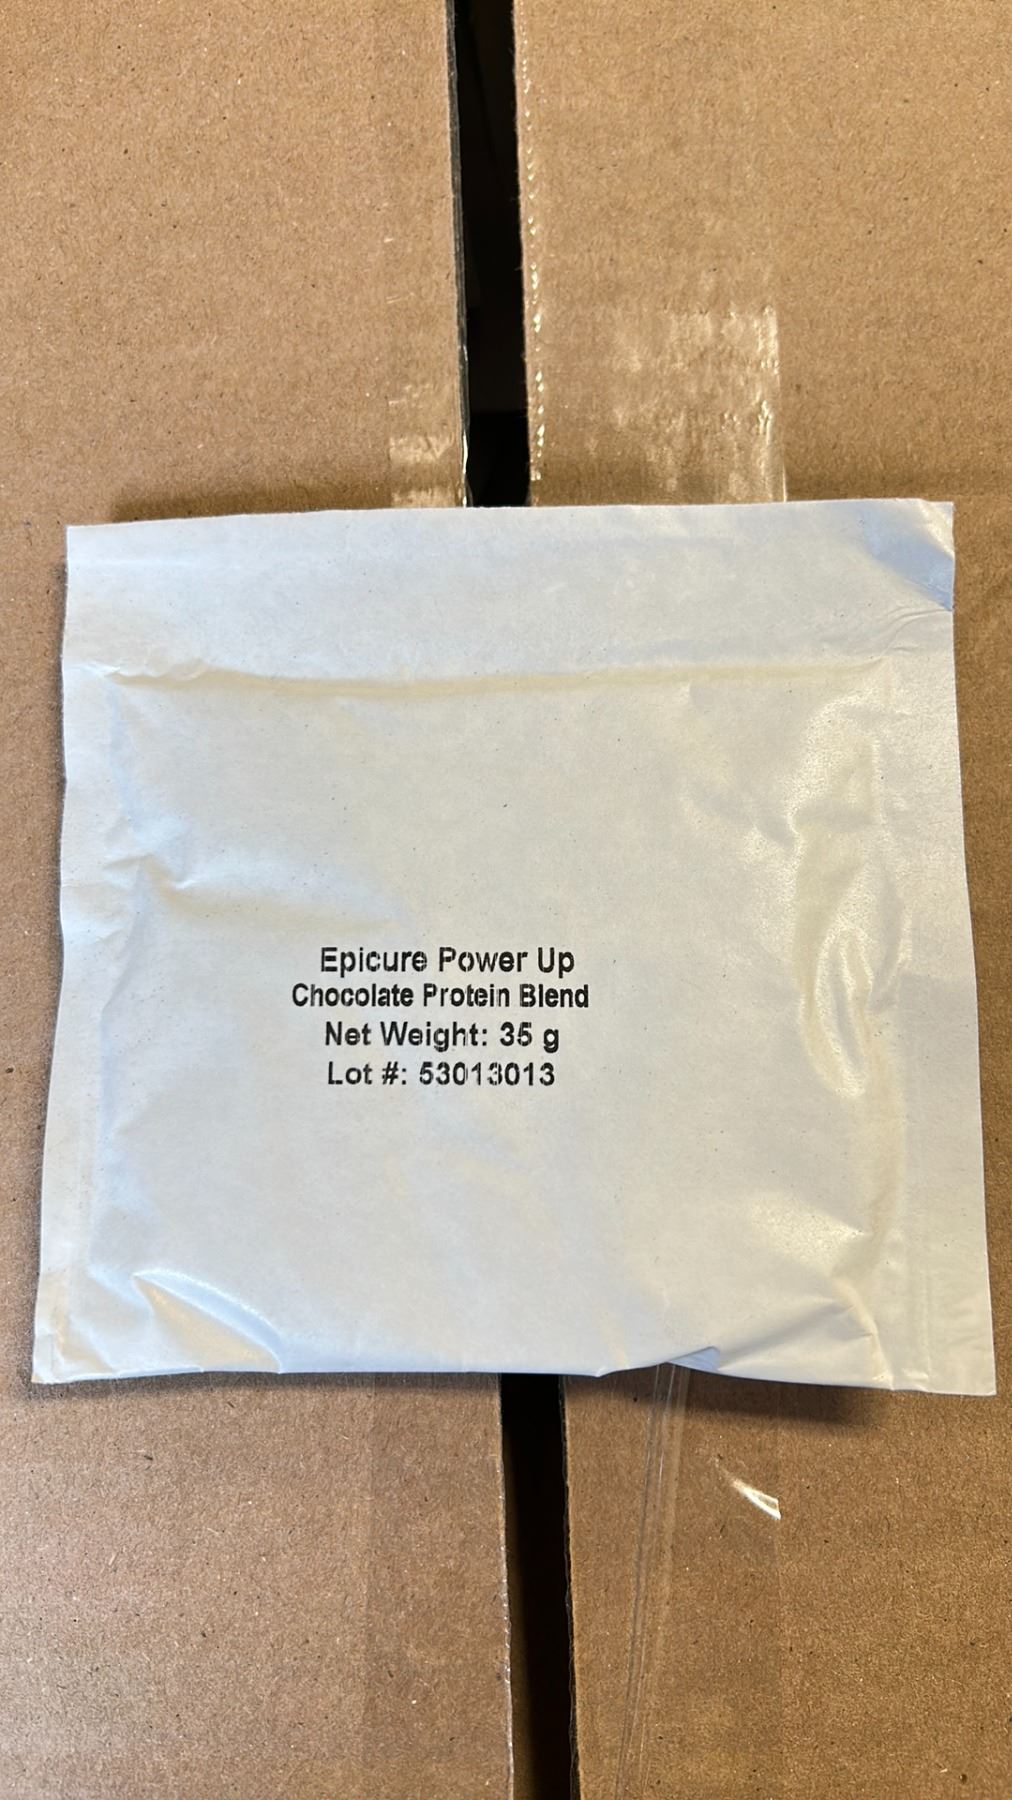 Epicure Power Up
Chocolate Protein Blend
Net Weight: 35 g
Lot #: 53013013